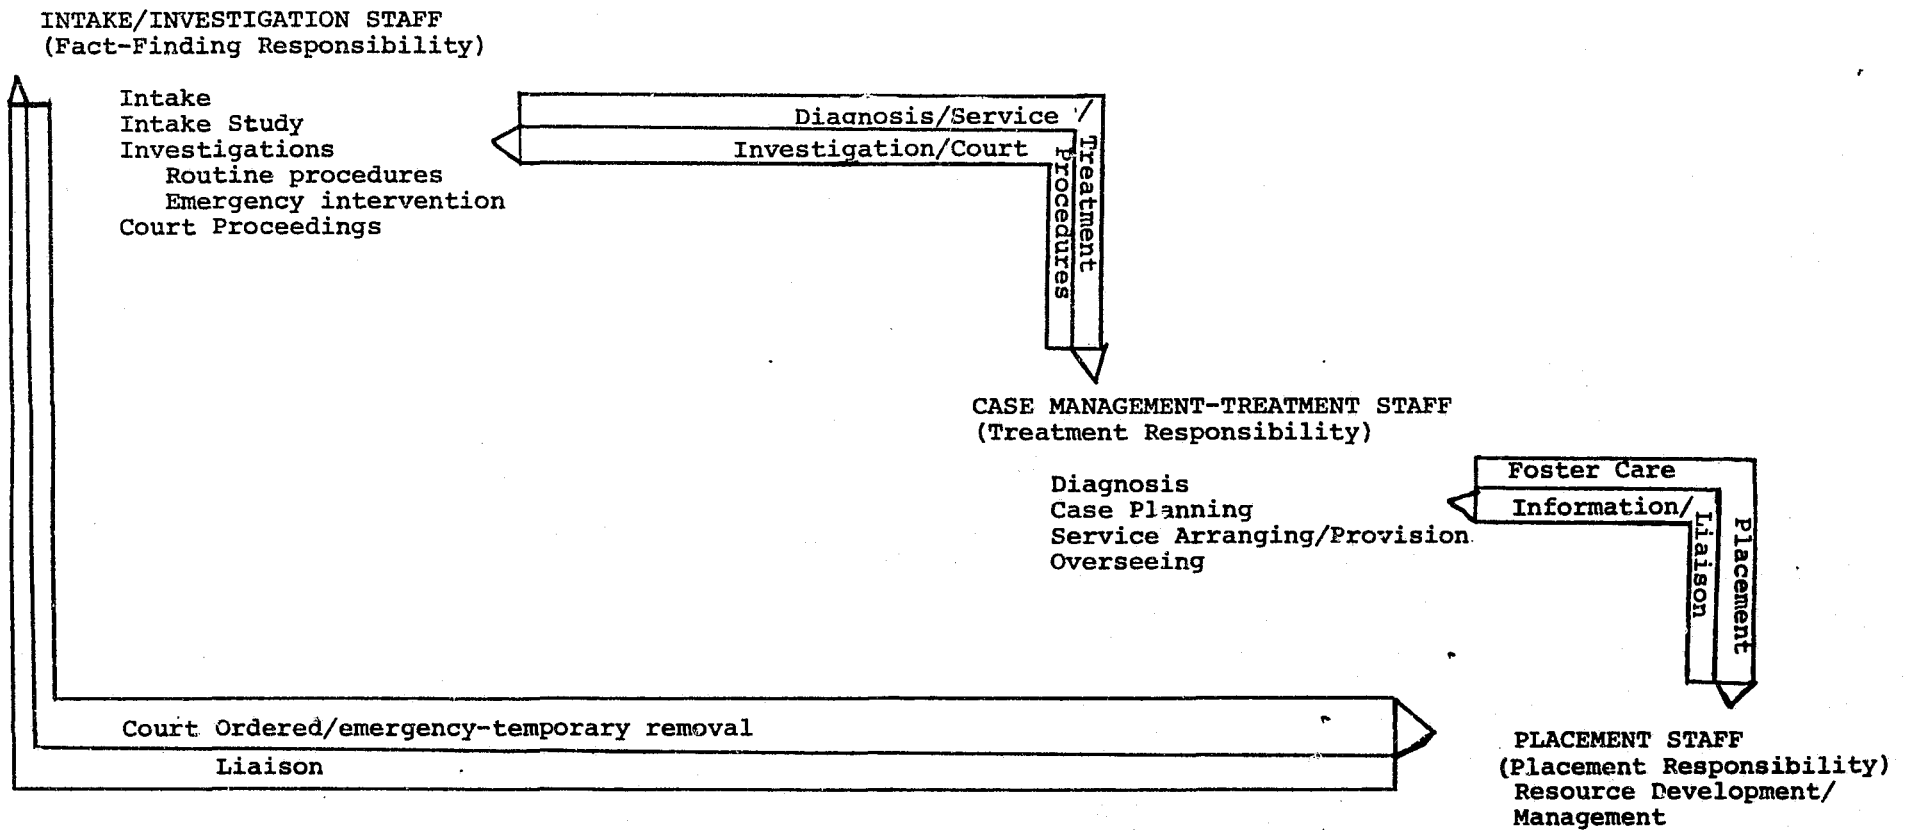 INTAKE/INVESTIGATION STAFF
(Fact-Finding Responsibility)
Intake
Intake Study
Investigations
Routine procedures
Emergency intervention
Court Proceedings
Diagnosis/Service /
Treatment
Investigation/Court
Procedures
CASE MANAGEMENT-TREATMENT STAFF
(Treatment Responsibility)
Diagnosis
Case Planning
Service Arranging/Provision
Overseeing
Foster Care
Placement
Information/
Liaison
Court Ordered/emergency-temporary removal
Liaison
PLACEMENT STAFF
(Placement Responsibility)
Resource Development/
Management